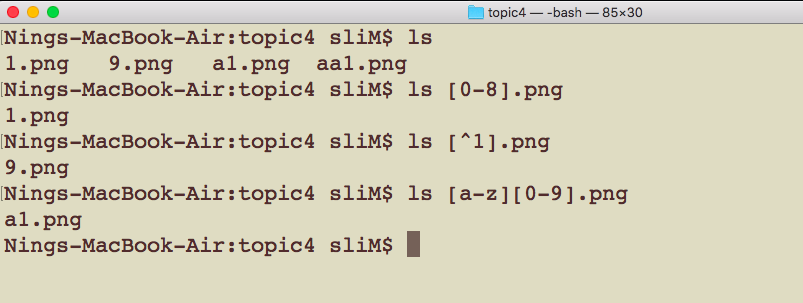 topic4 — -bash — 85×30
[Nings-MacBook-Air:topic4 sliM$ ls
1.png   9.png   a1.png  aa1.png
[Nings-MacBook-Air:topic4 sliM$ ls [0-8].png
1.png
[Nings-MacBook-Air:topic4 sliM$ ls [^1].png
9.png
[Nings-MacBook-Air:topic4 sliM$ ls [a-z][0-9].png
a1.png
Nings-MacBook-Air:topic4 sliM$